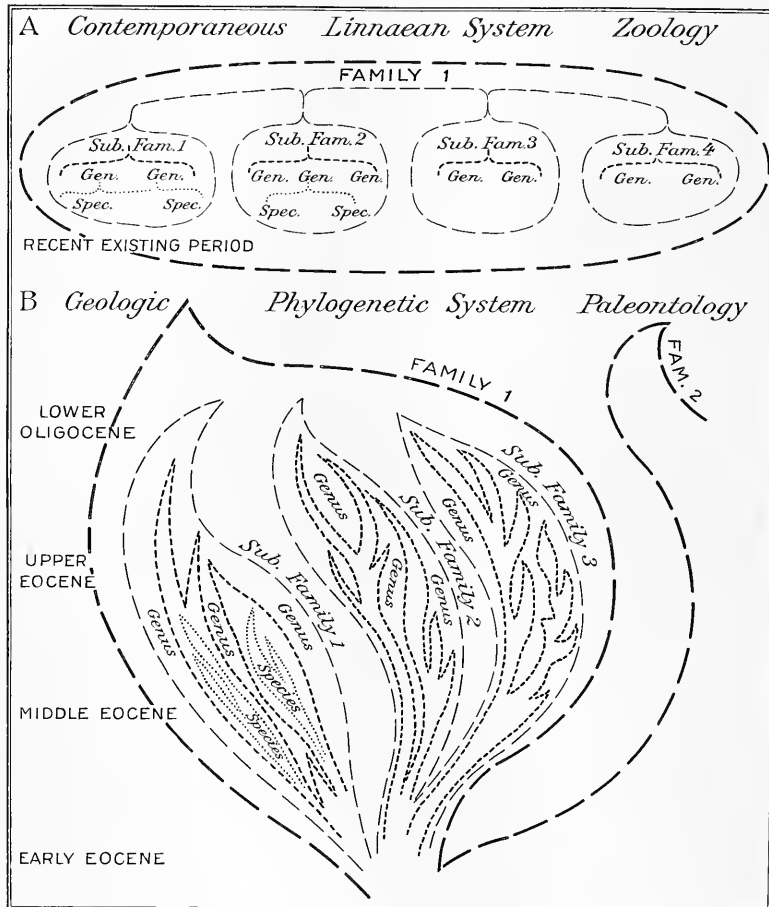 A Contemporaneous Linnaean System Zoology
FAMILY 1
Sub. Fam. 1
Sub. Fam. 2
Sub. Fam. 3
Sub. Fam. 4
Gen. Gen.
Gen. Gen. Gen.
Gen. Gen.
Gen. Gen.
Spec. Spec.
Spec. Spec.
RECENT EXISTING PERIOD
B Geologic Phylogenetic System Paleontology
FAMILY 1
FAM. 2
LOWER
OLIGOCENE
Sub. Family 3
Genus
Genus
Genus
Sub. Family 2
Genus
Genus
UPPER
EOCENE
Sub. Family 1
Genus
Genus
Genus
Species
Species
MIDDLE EOCENE
EARLY EOCENE